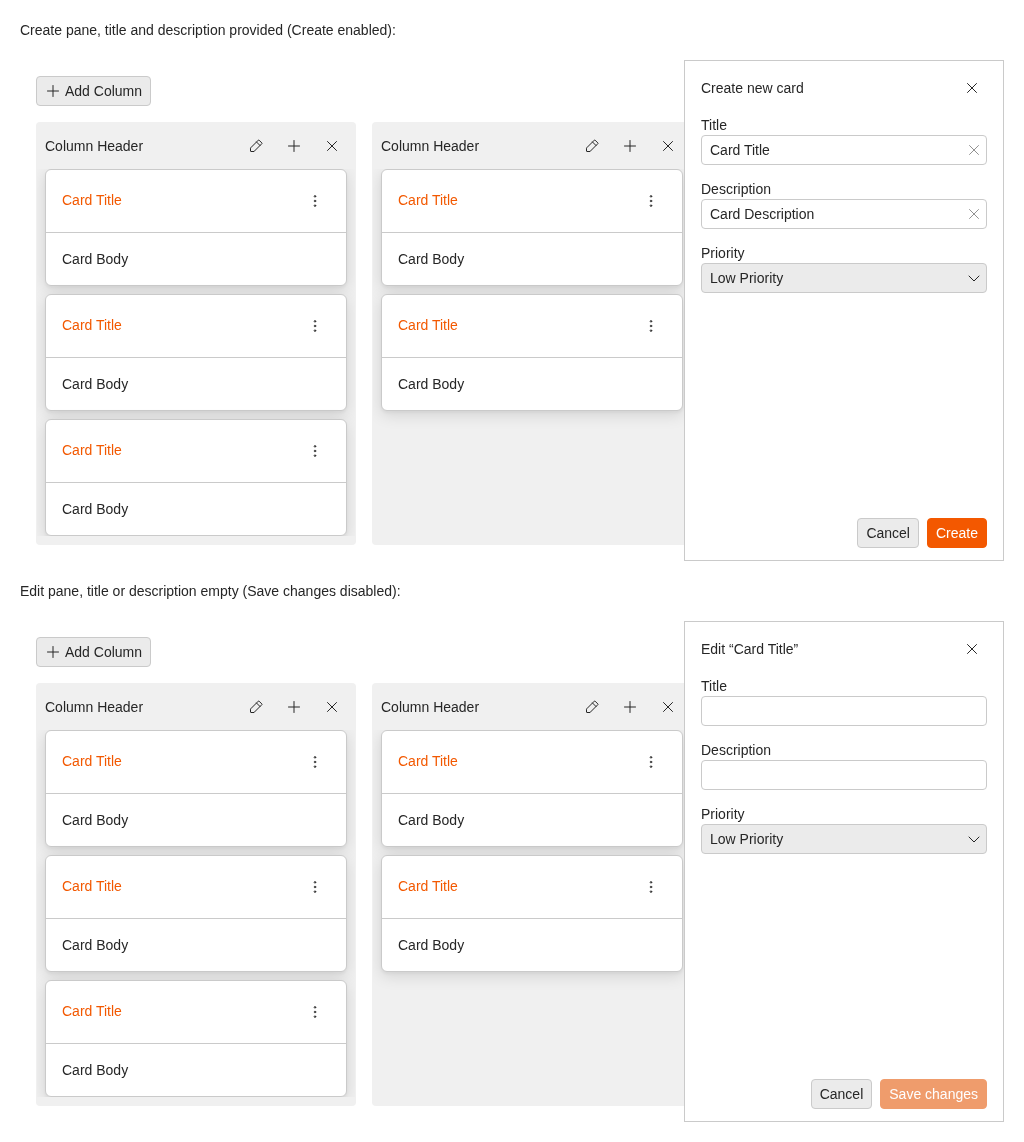 Create pane, title and description provided (Create enabled):
Add Column
Column Header
Card Title
Card Body
Card Title
Card Body
Card Title
Card Body
Column Header
Card Title
Card Body
Card Title
Card Body
Create new card
Title
Card Title
Description
Card Description
Priority
Low Priority
Cancel
Create
Edit pane, title or description empty (Save changes disabled):
Add Column
Column Header
Card Title
Card Body
Card Title
Card Body
Card Title
Card Body
Column Header
Card Title
Card Body
Card Title
Card Body
Edit “Card Title”
Title
Description
Priority
Low Priority
Cancel
Save changes